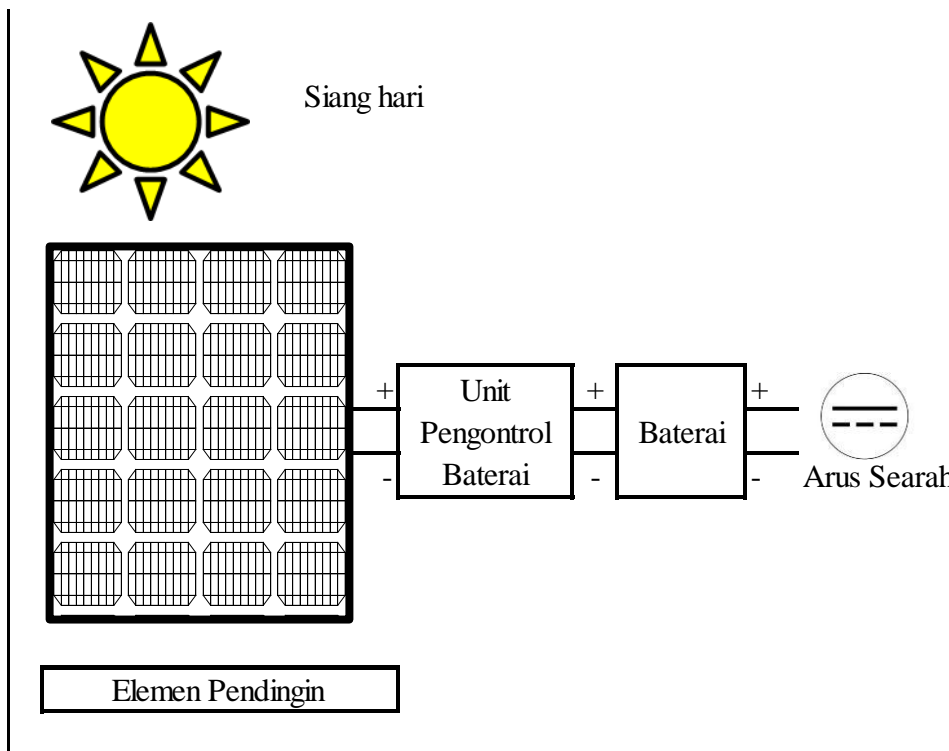 Siang hari
+ Unit + +
Pengontrol Baterai
- Baterai - - Arus Searah
Elemen Pendingin